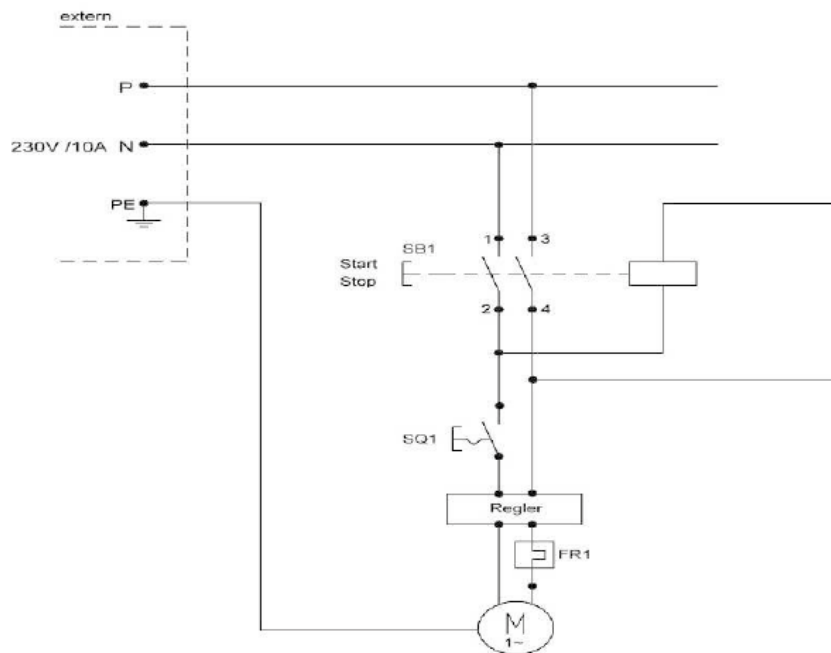 extern
P
230V /10A N
PE
SB1
1
3
Start
Stop
2
4
SQ1
Regler
FR1
M
1~